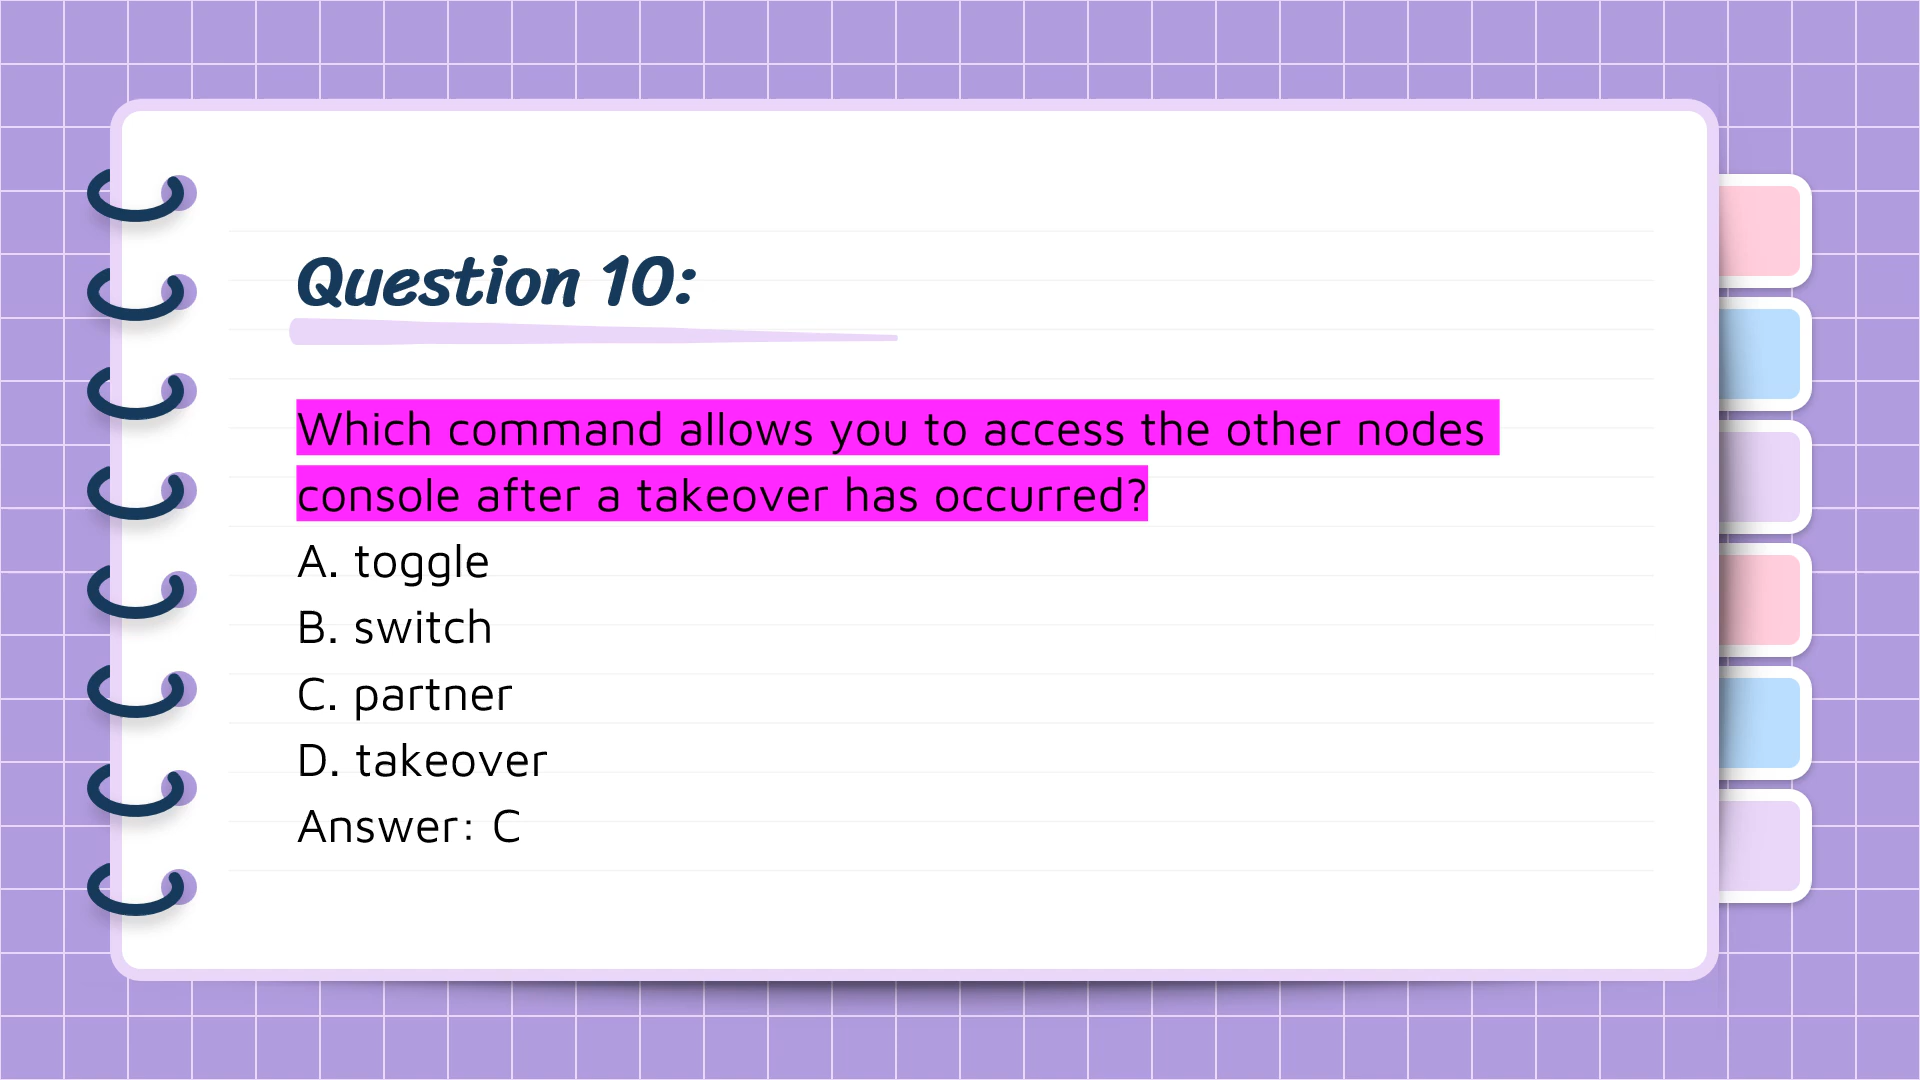 Question 10:
Which command allows you to access the other nodes
console after a takeover has occurred?
A. toggle
B. switch
C. partner
D. takeover
Answer: C